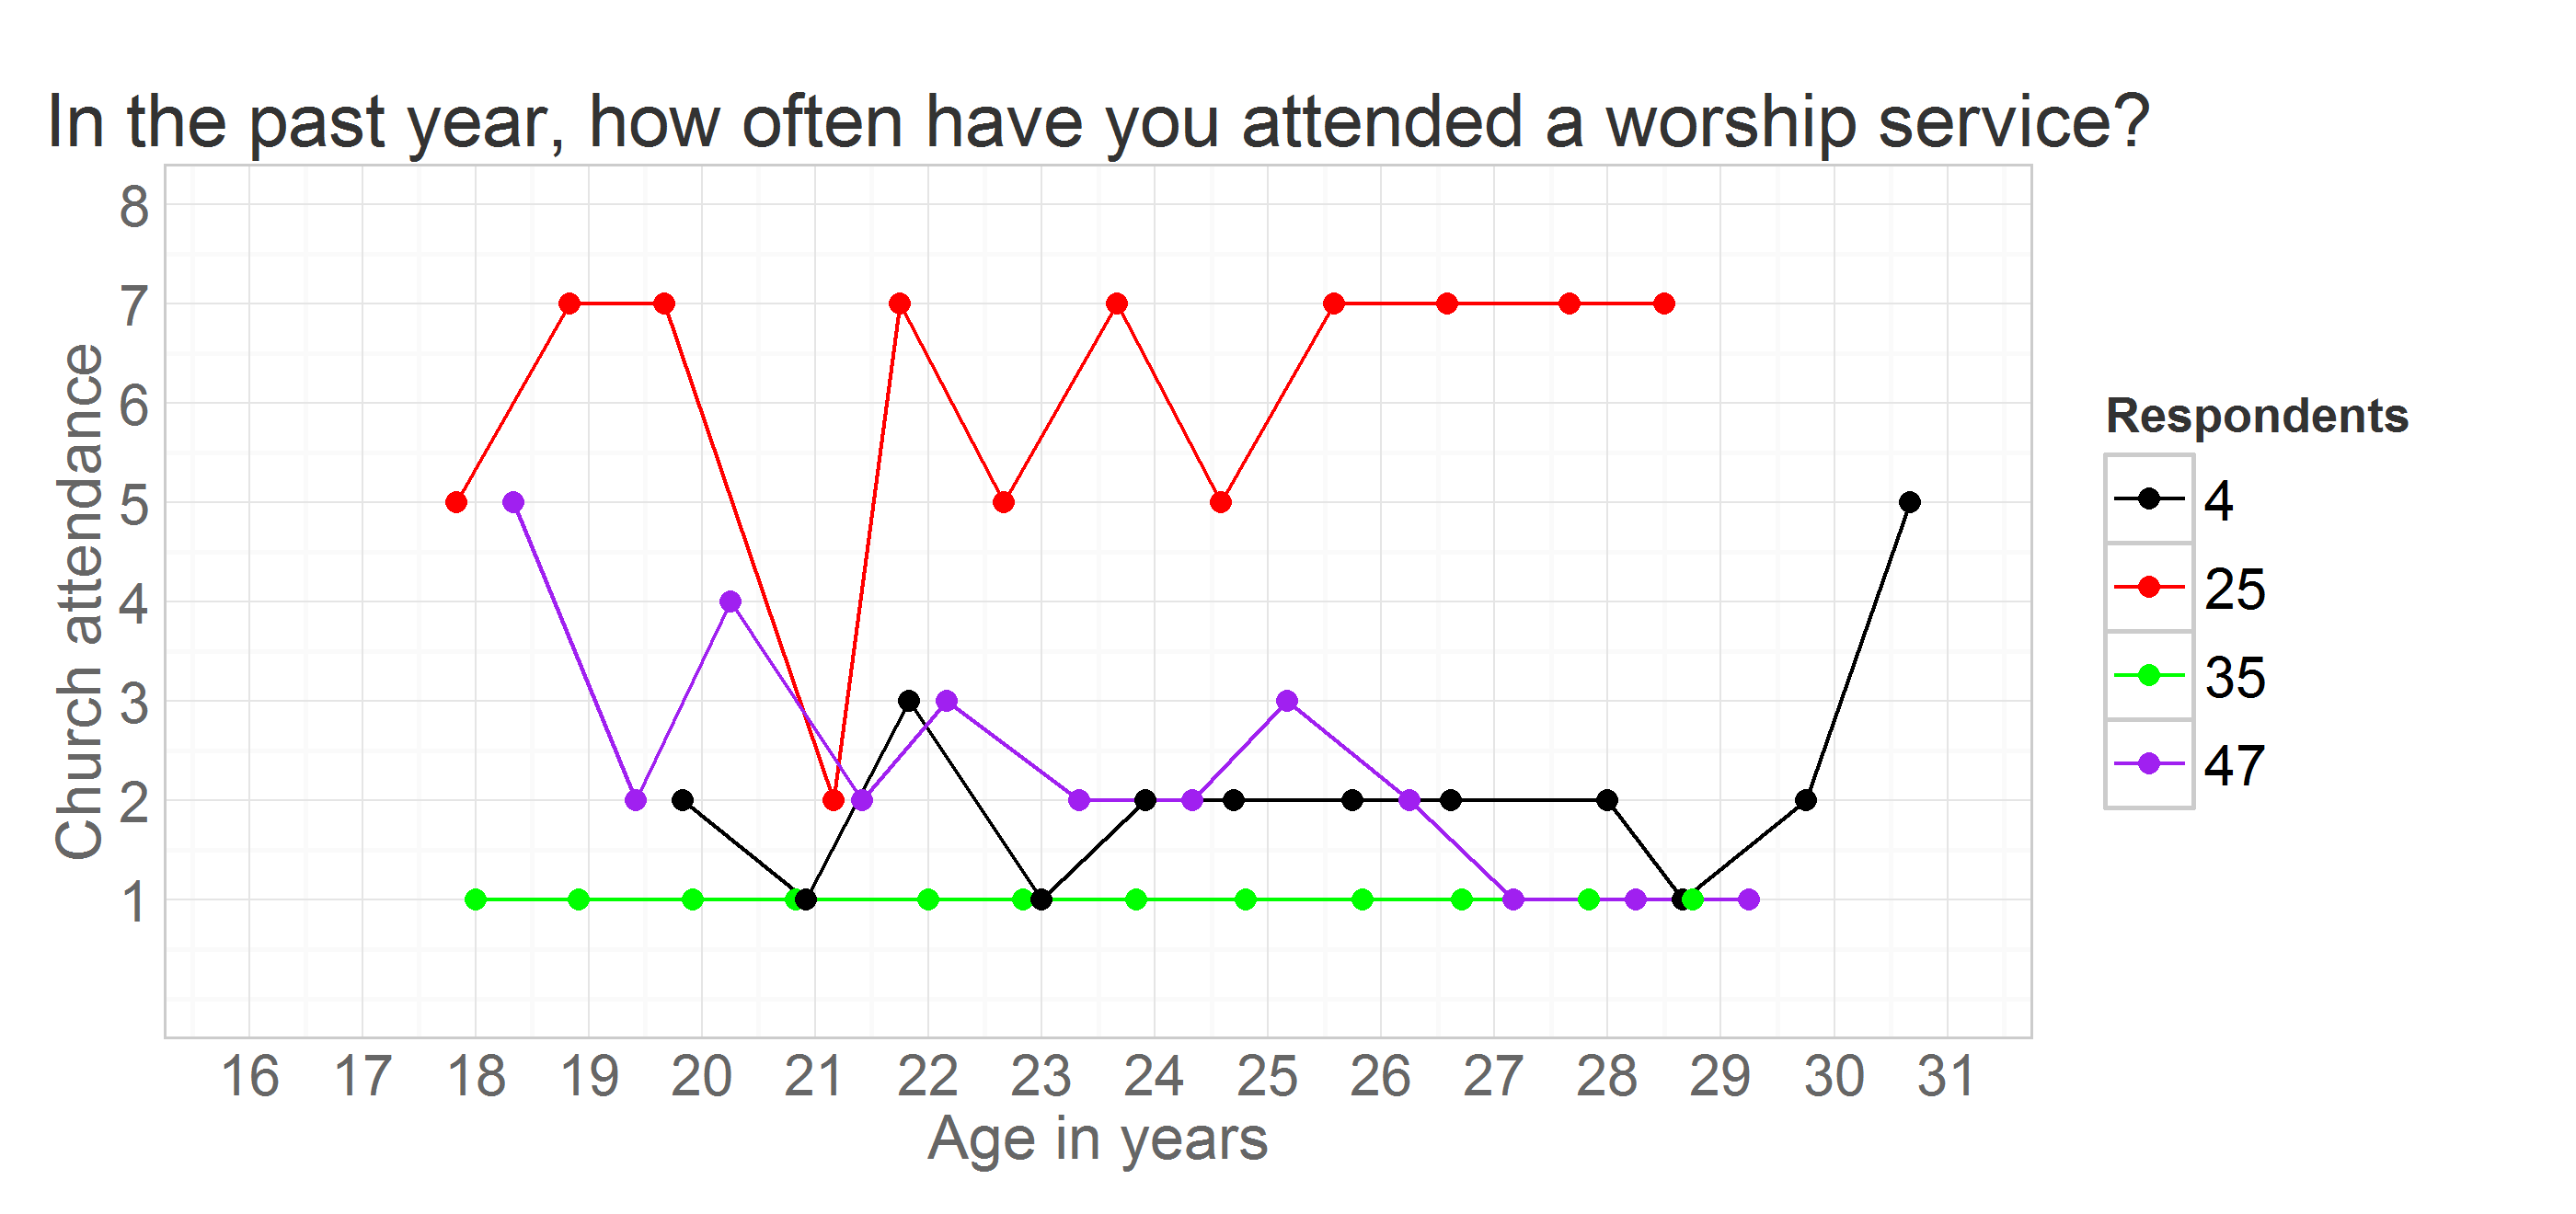 In the past year, how often have you attended a worship service?
Church attendance
8
7
6
5
4
3
2
1
16 17 18 19 20 21 22 23 24 25 26 27 28 29 30 31
Age in years
Respondents
4
25
35
47